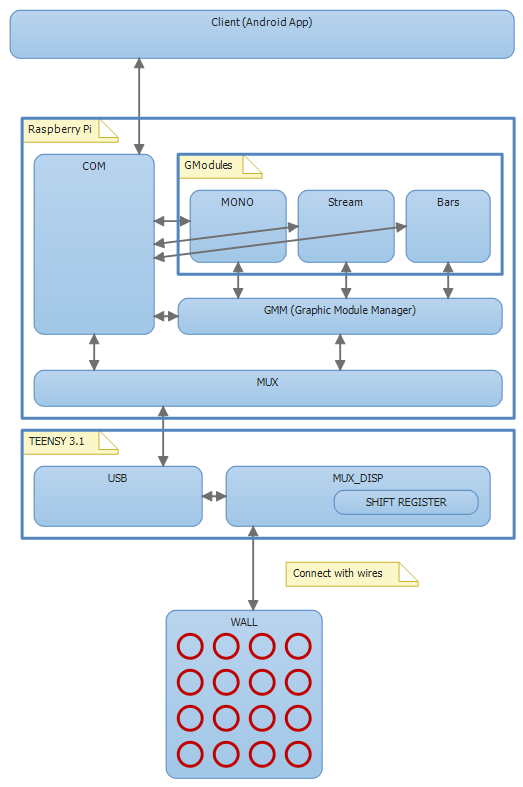 Client (Android App)
Raspberry Pi
COM
GModules
MONO
Stream
Bars
GMM (Graphic Module Manager)
MUX
TEENSY 3.1
USB
MUX_DISP
SHIFT REGISTER
Connect with wires
WALL